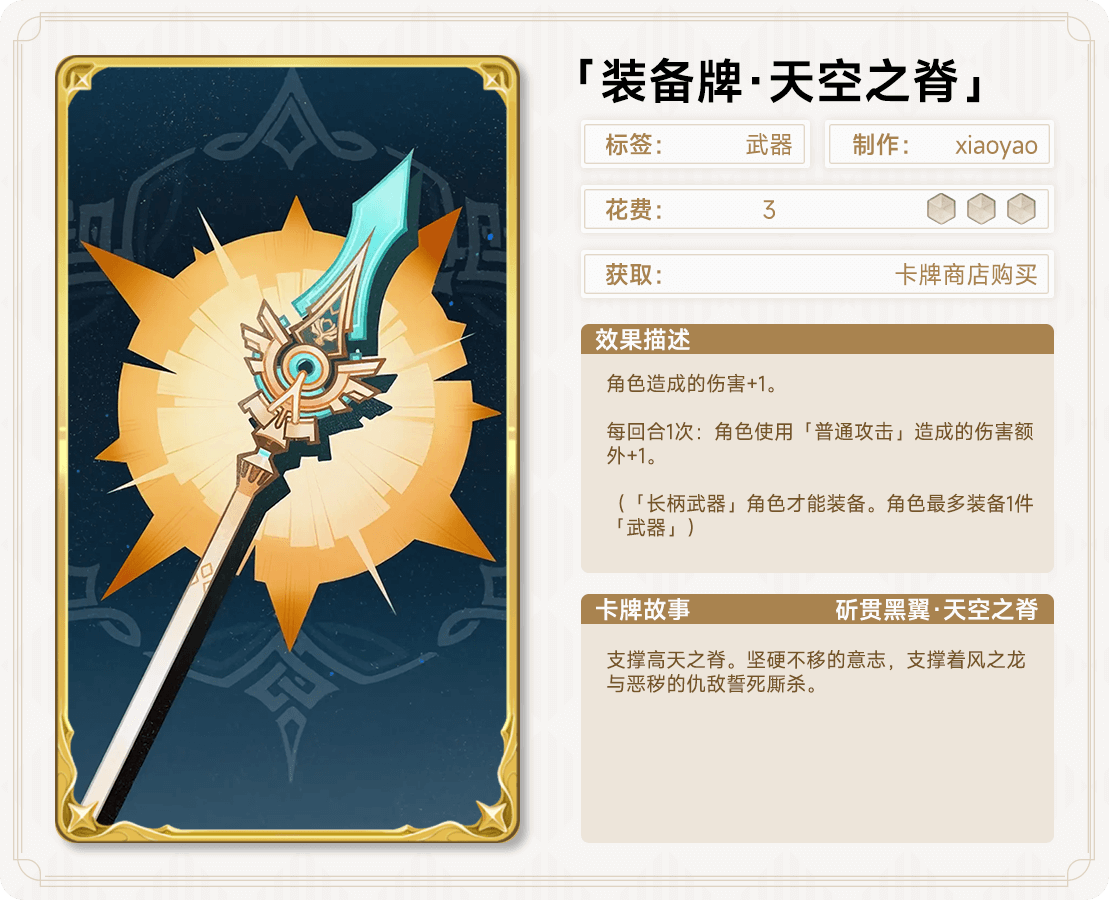 「装备牌·天空之脊」
标签： 武器
制作： xiaoyao
花费： 3
获取： 卡牌商店购买
效果描述
角色造成的伤害+1。
每回合1次：角色使用「普通攻击」造成的伤害额
外+1。
（「长柄武器」角色才能装备。角色最多装备1件
「武器」）
卡牌故事 斫贯黑翼·天空之脊
支撑高天之脊。坚硬不移的意志，支撑着风之龙
与恶秽的仇敌誓死厮杀。